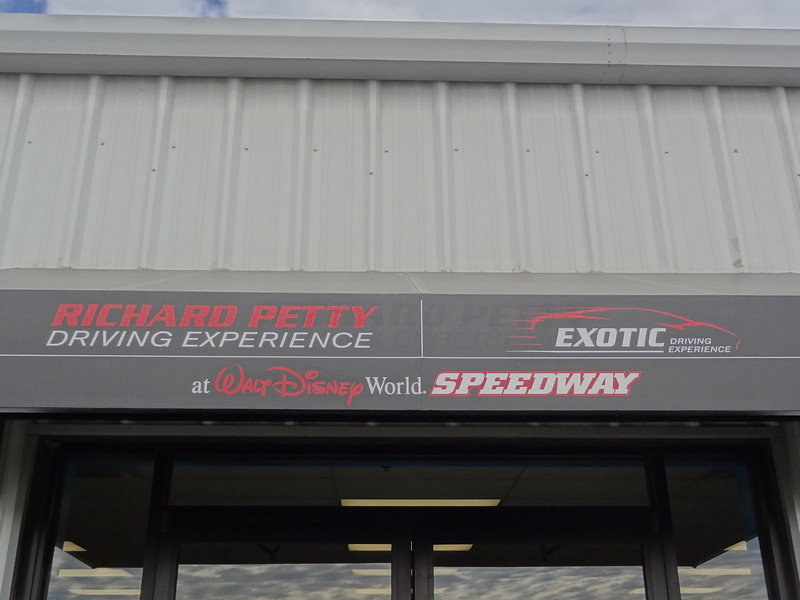 RICHARD PETTY
DRIVING EXPERIENCE
EXOTIC DRIVING
EXPERIENCE
at WALT DISNEY World. SPEEDWAY